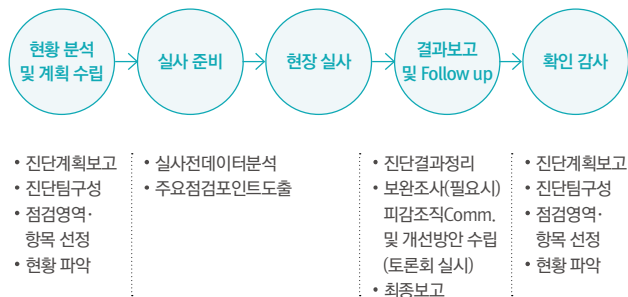 현황 분석
및 계획 수립
실사 준비
현장 실사
결과보고
및 Follow up
확인 감사
• 진단계획보고
• 진단팀구성
• 점검영역·
항목 선정
• 현황 파악
• 실사전데이터분석
• 주요점검포인트도출
• 진단결과정리
• 보완조사(필요시)
피감조직Comm.
및 개선방안 수립
(토론회 실시)
• 최종보고
• 진단계획보고
• 진단팀구성
• 점검영역·
항목 선정
• 현황 파악